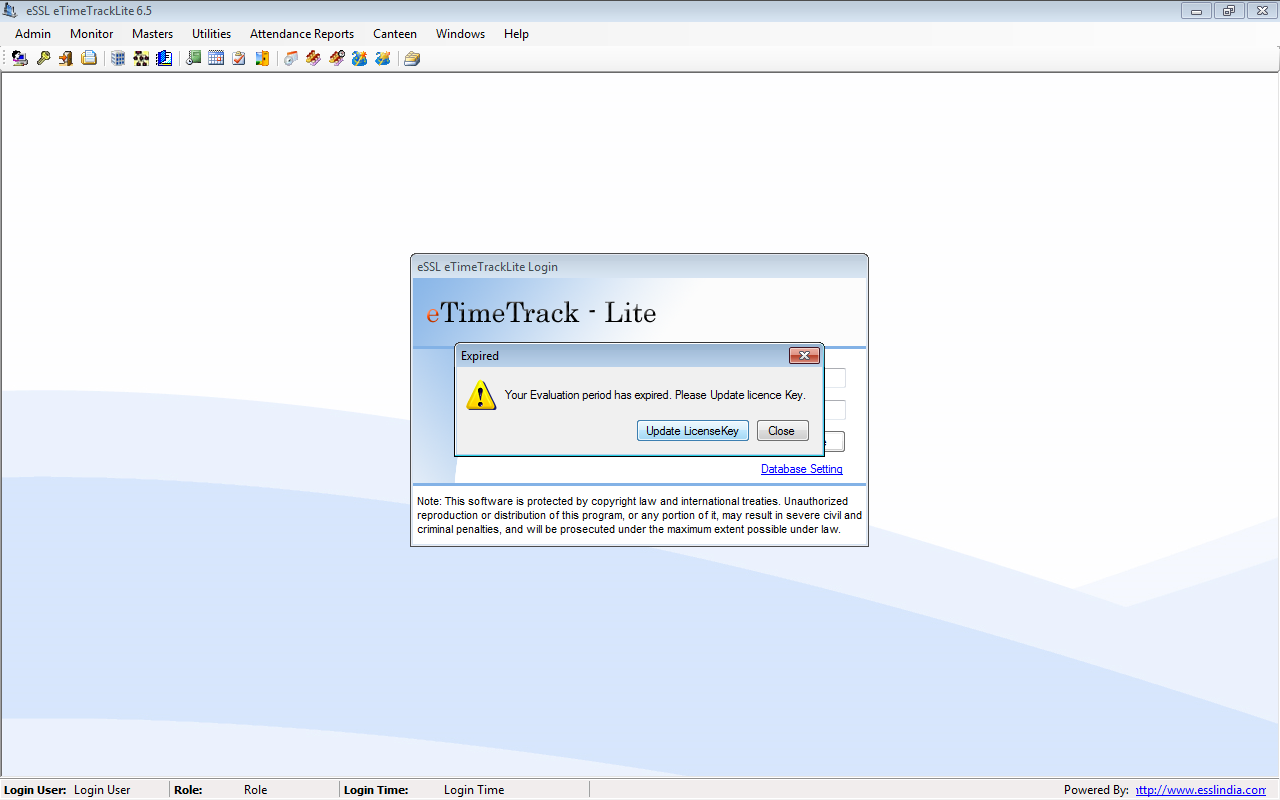 eSSL eTimeTrackLite 6.5
Admin Monitor Masters Utilities Attendance Reports Canteen Windows Help
eSSL eTimeTrackLite Login
eTimeTrack - Lite
Expired
Your Evaluation period has expired. Please Update licence Key.
Update LicenseKey Close
Database Setting
Note: This software is protected by copyright law and international treaties. Unauthorized
reproduction or distribution of this program, or any portion of it, may result in severe civil and
criminal penalties, and will be prosecuted under the maximum extent possible under law.
Login User: Login User Role: Role Login Time: Login Time Powered By: ttp://www.esslindia.com